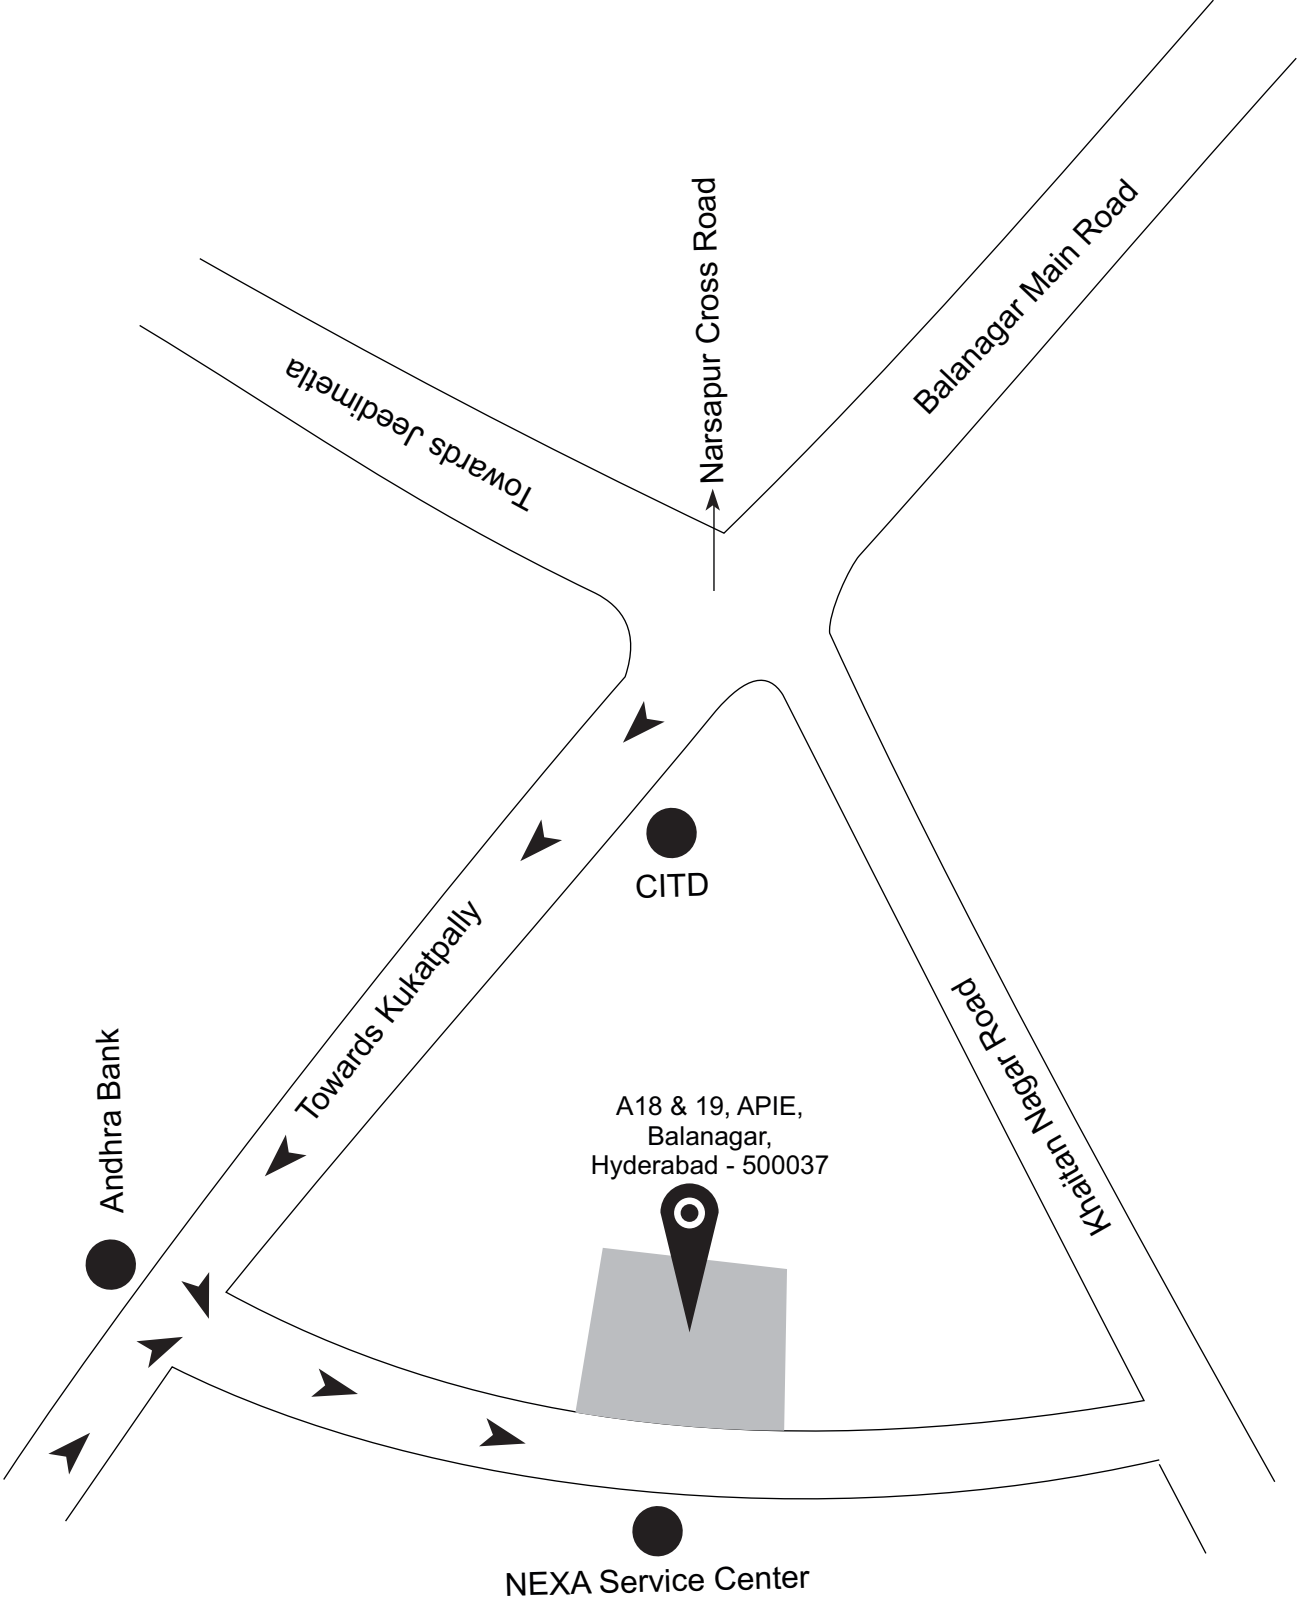 Narsapur Cross Road
Balanagar Main Road
Towards Jeedimetla
CITD
Towards Kukatpally
Khaitan Nagar Road
Andhra Bank
A18 & 19, APIE,
Balanagar,
Hyderabad - 500037
NEXA Service Center